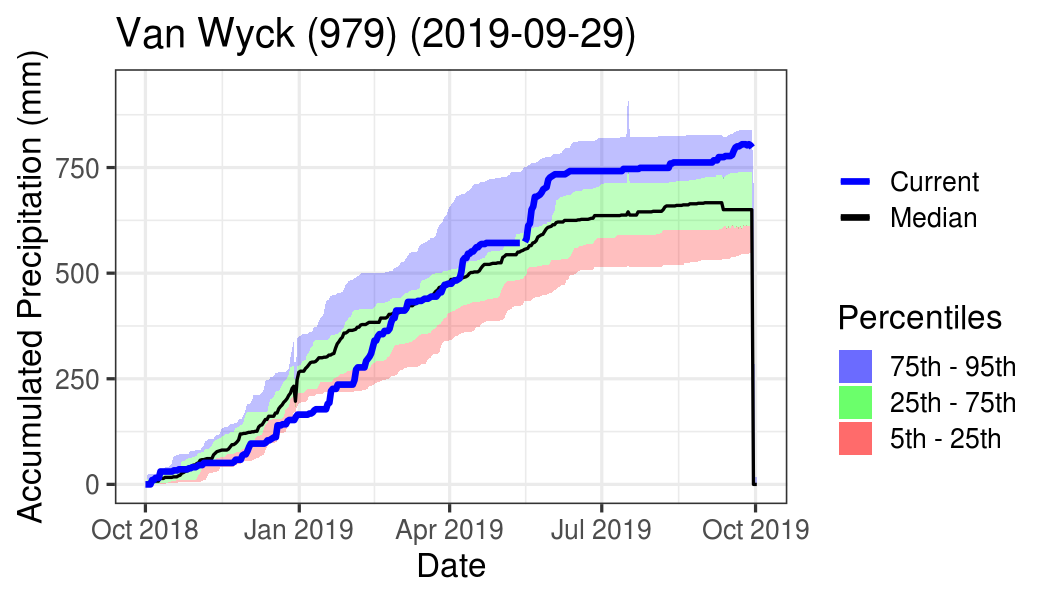 Van Wyck (979) (2019-09-29)
Accumulated Precipitation (mm)
750
500
250
0
Oct 2018
Jan 2019
Apr 2019
Jul 2019
Oct 2019
Date
Current
Median
Percentiles
75th - 95th
25th - 75th
5th - 25th